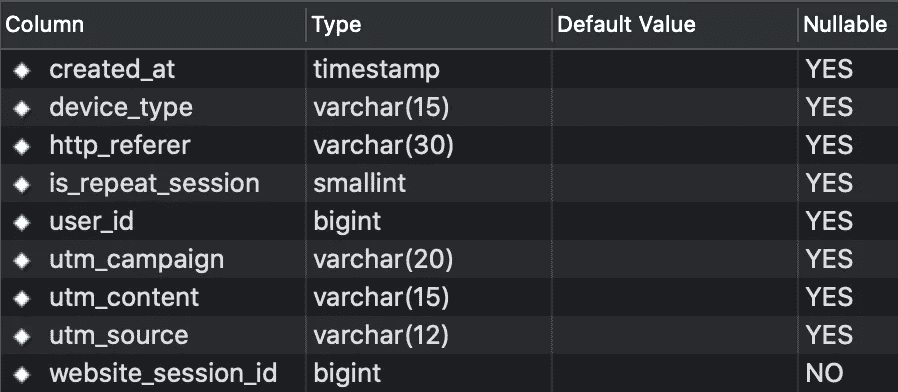 Column Type Default Value Nullable
created_at timestamp YES
device_type varchar(15) YES
http_referer varchar(30) YES
is_repeat_session smallint YES
user_id bigint YES
utm_campaign varchar(20) YES
utm_content varchar(15) YES
utm_source varchar(12) YES
website_session_id bigint NO